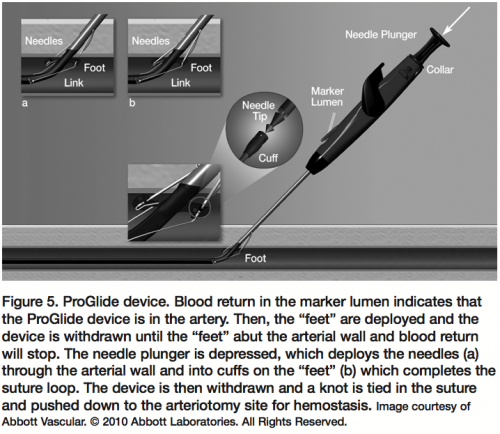 Needles
Foot
Link
a
Needles
Foot
Link
b
Needle Plunger
Collar
Marker
Lumen
Needle
Tip
Cuff
Foot
Figure 5. ProGlide device. Blood return in the marker lumen indicates that
the ProGlide device is in the artery. Then, the “feet” are deployed and the
device is withdrawn until the “feet” abut the arterial wall and blood return
will stop. The needle plunger is depressed, which deploys the needles (a)
through the arterial wall and into cuffs on the “feet” (b) which completes the
suture loop. The device is then withdrawn and a knot is tied in the suture
and pushed down to the arteriotomy site for hemostasis. Image courtesy of
Abbott Vascular. © 2010 Abbott Laboratories. All Rights Reserved.